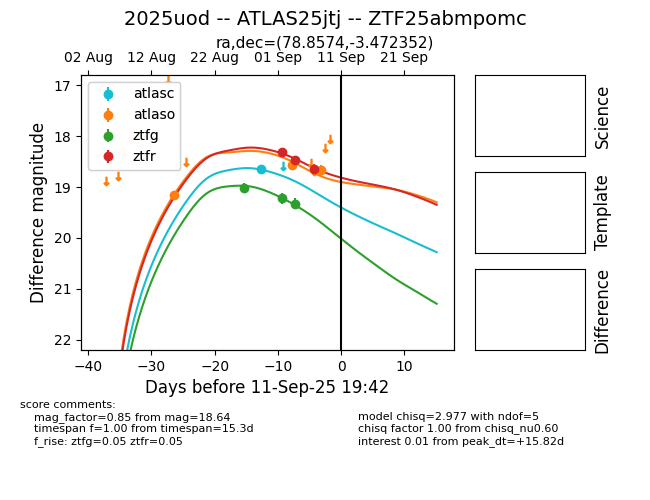 2025uod -- ATLAS25jtj -- ZTF25abmpomc
ra,dec=(78.8574,-3.472352)
02 Aug 12 Aug 22 Aug 01 Sep 11 Sep 21 Sep
17
18
19
20
21
22
Difference magnitude
atlasc
atlaso
ztfg
ztfr
−40 −30 −20 −10 0 10
Days before 11-Sep-25 19:42
Science
Template
Difference
score comments:
mag_factor=0.85 from mag=18.64
timespan f=1.00 from timespan=15.3d
f_rise: ztfg=0.05 ztfr=0.05
model chisq=2.977 with ndof=5
chisq factor 1.00 from chisq_nu0.60
interest 0.01 from peak_dt=+15.82d